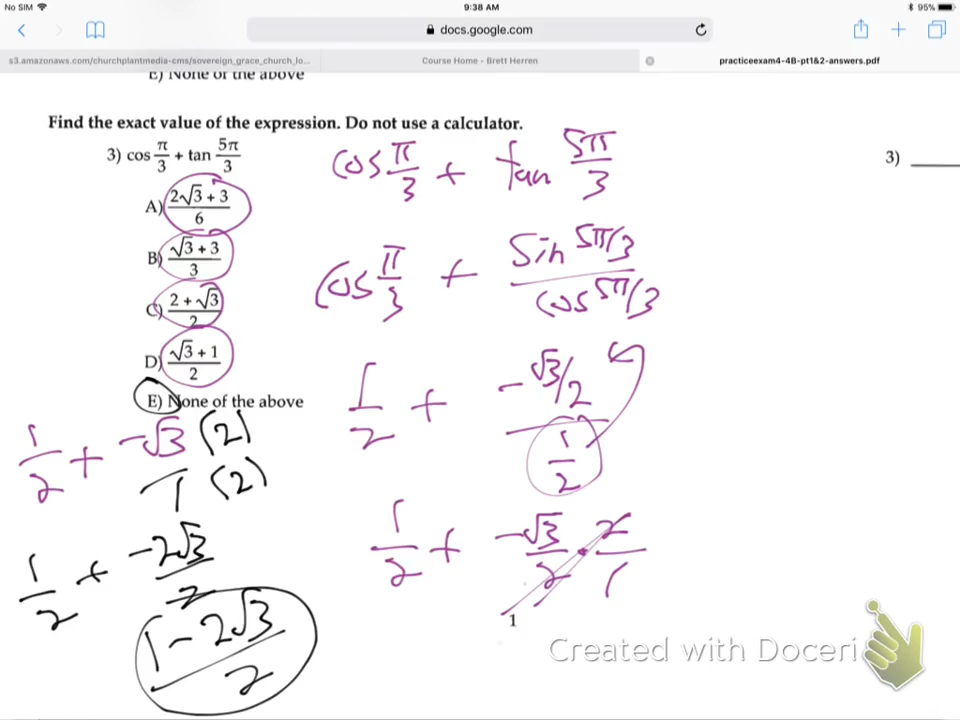 No SIM 9:38 AM 95%
docs.google.com
s3.amazonaws.com/churchplantmedia-cms/sovereign_grace_church_lo... Course Home - Brett Herren practiceexam4-4B-pt1&2-answers.pdf
E) None of the above
Find the exact value of the expression. Do not use a calculator.
3) cos π/3 + tan 5π/3 3) ____
A) (2√3 + 3)/6
B) (√3 + 3)/3
C) (2 + √3)/2
D) (√3 + 1)/2
E) None of the above
cos π/3 + tan 5π/3
cos π/3 + (sin 5π/3)/(cos 5π/3)
1/2 + (-√3/2)/(1/2)
1/2 + -√3/2 · 2/1
1
1/2 + -√3 (2)/1 (2)
1/2 + -2√3/2
(1 - 2√3)/2
Created with Doceri